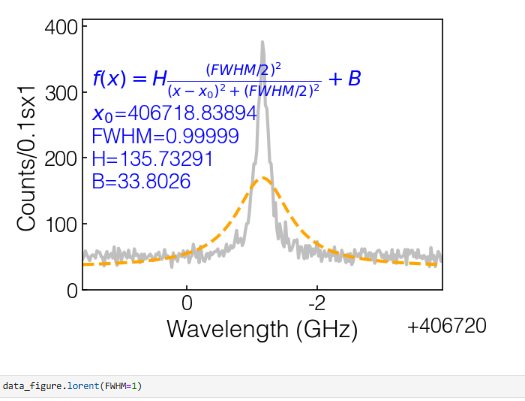 400
300
200
100
0
Counts/0.1sx1
f(x) = H (FWHM/2)² / (x − x₀)² + (FWHM/2)² + B
x₀=406718.83894
FWHM=0.99999
H=135.73291
B=33.8026
0 -2
Wavelength (GHz) +406720
data_figure.lorent(FWHM=1)